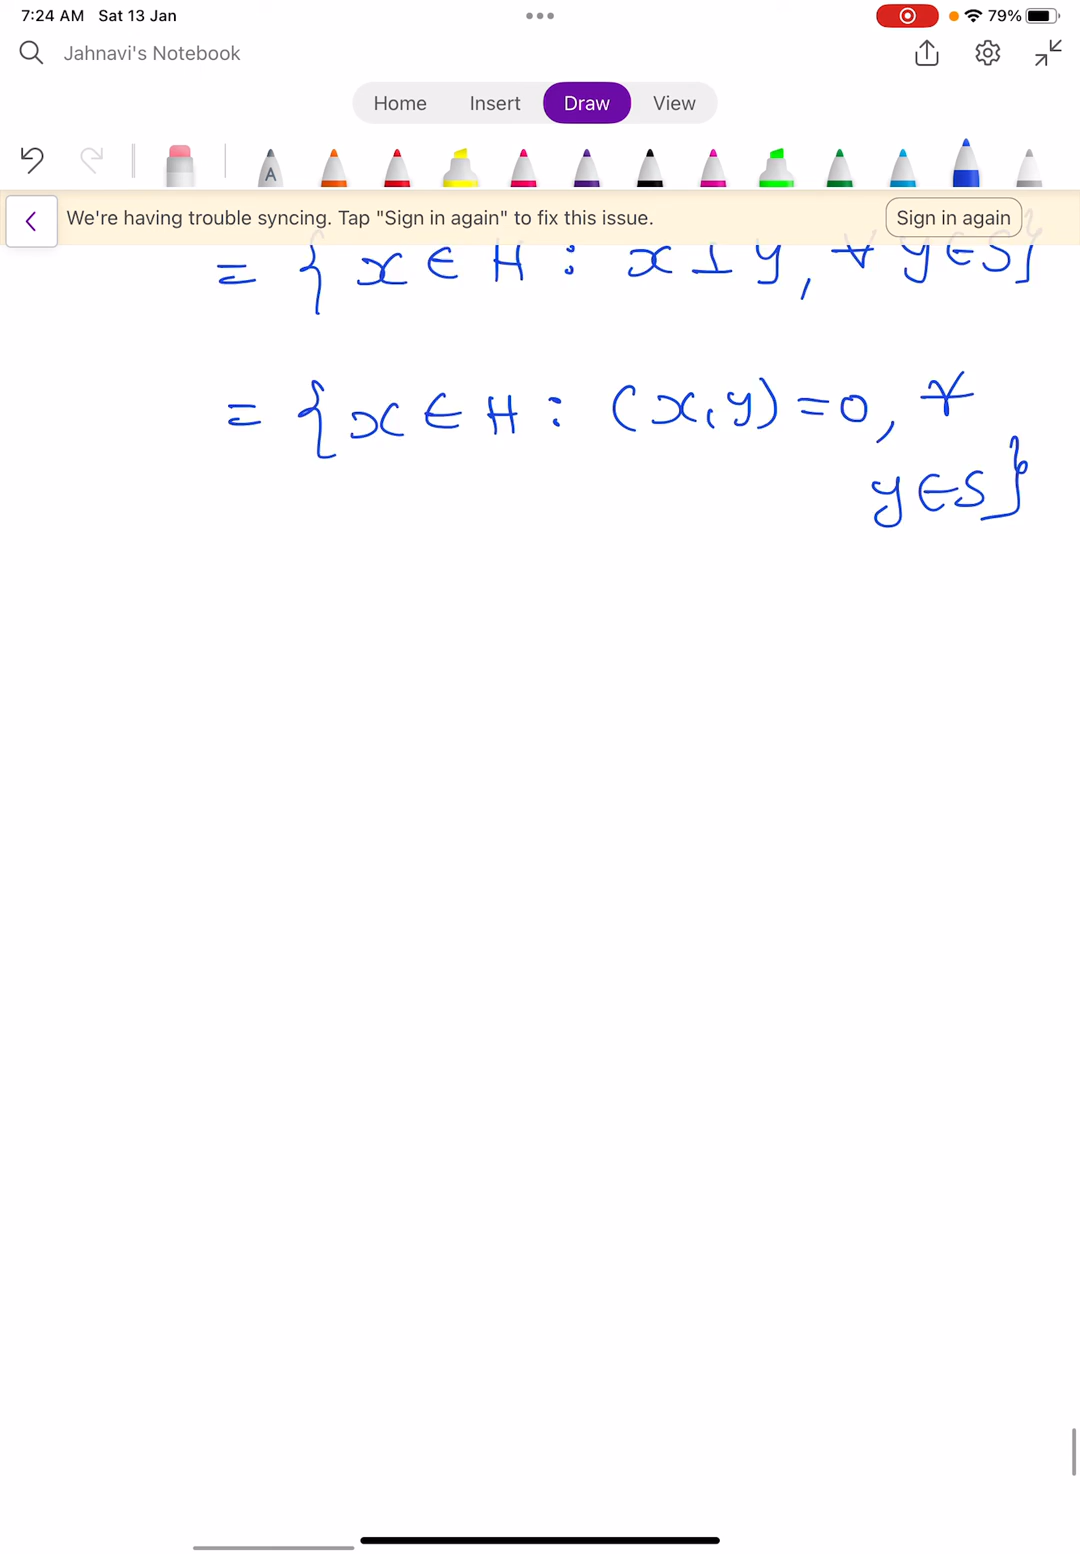 7:24 AM Sat 13 Jan
79%
Jahnavi's Notebook
Home Insert Draw View
A
We're having trouble syncing. Tap "Sign in again" to fix this issue. Sign in again
= { x ∈ H : x ⊥ y, ∀ y ∈ S}
= { x ∈ H : (x, y) = 0, ∀
y ∈ S}